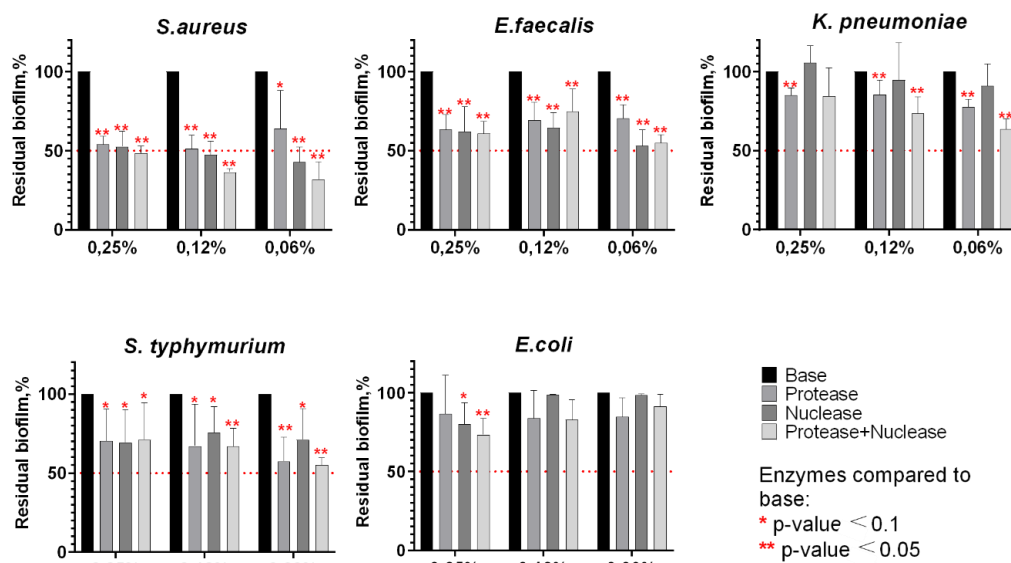 S.aureus
E.faecalis
K. pneumoniae
Residual biofilm,%
100
50
0
** ** ** ** ** ** * ** **
0,25% 0,12% 0,06%
Residual biofilm,%
100
50
0
** ** ** ** ** ** ** ** **
0,25% 0,12% 0,06%
Residual biofilm,%
100
50
0
** ** ** ** **
0,25% 0,12% 0,06%
S. typhymurium
E.coli
Residual biofilm,%
100
50
0
* * * * * ** ** * **
Residual biofilm,%
100
50
0
* **
Base
Protease
Nuclease
Protease+Nuclease
Enzymes compared to
base:
* p-value <0.1
** p-value <0.05